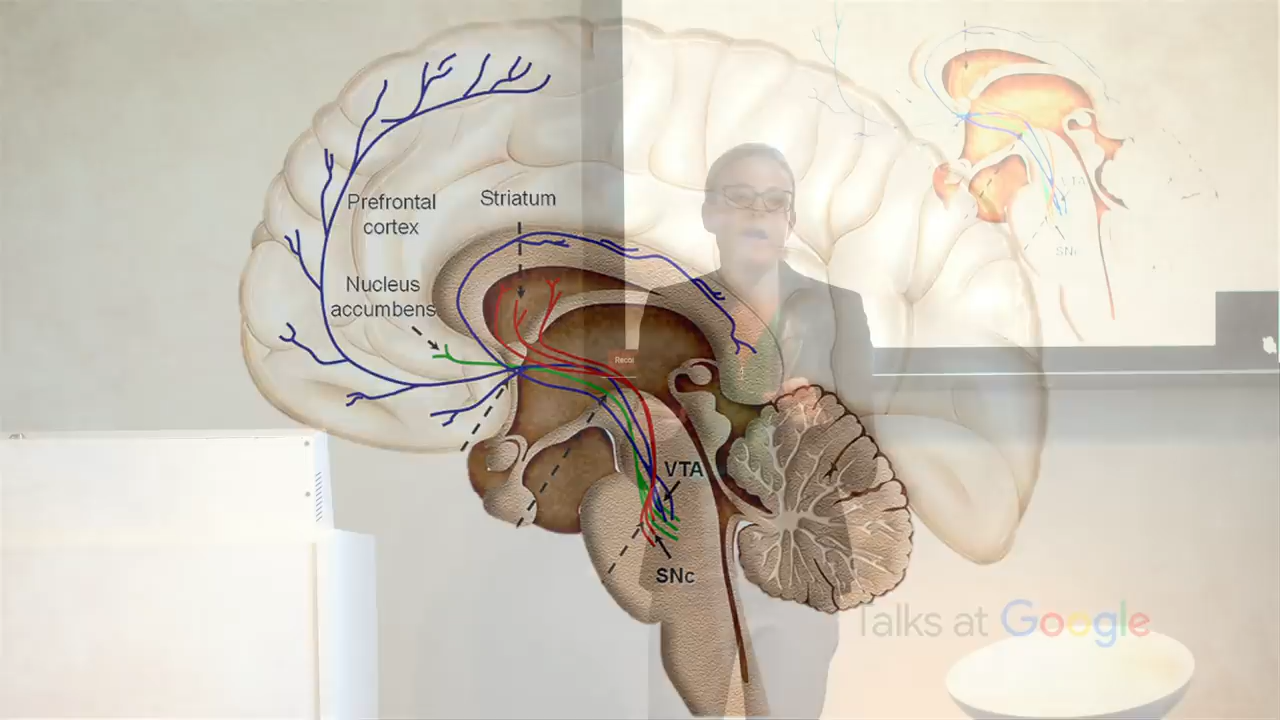 Prefrontal
cortex
Striatum
Nucleus
accumbens
VTA
SNc
Talks at Google